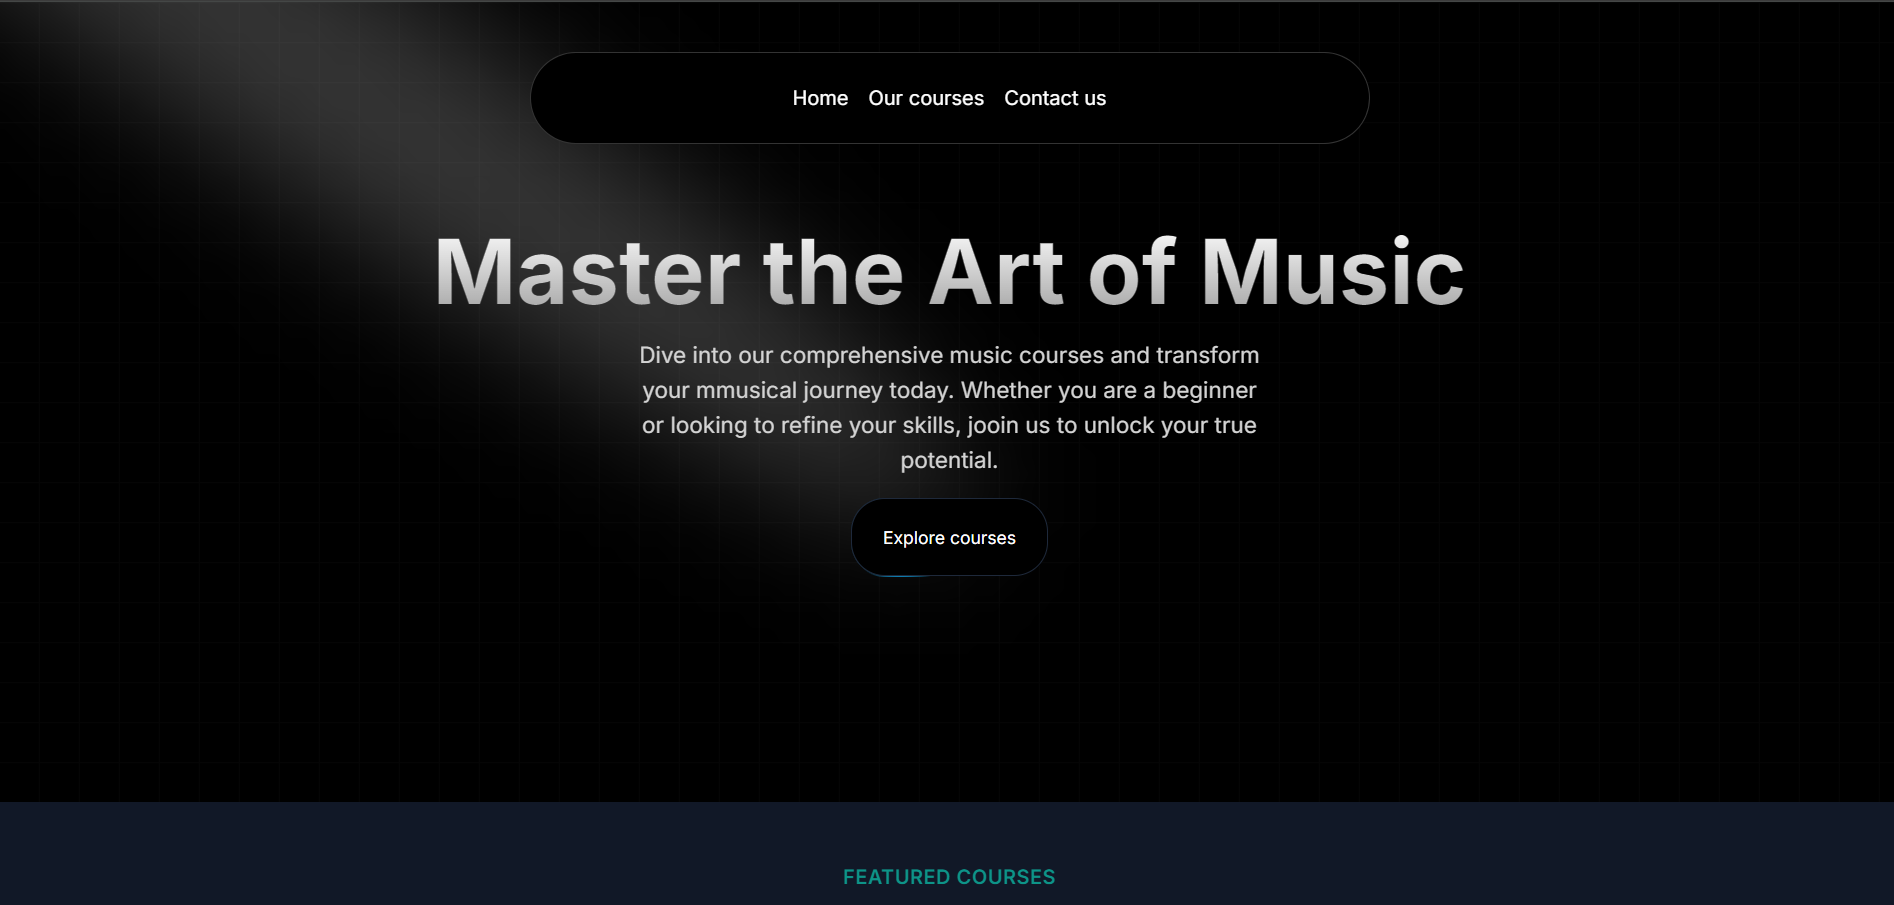 Home Our courses Contact us
Master the Art of Music
Dive into our comprehensive music courses and transform
your mmusical journey today. Whether you are a beginner
or looking to refine your skills, jooin us to unlock your true
potential.
Explore courses
FEATURED COURSES